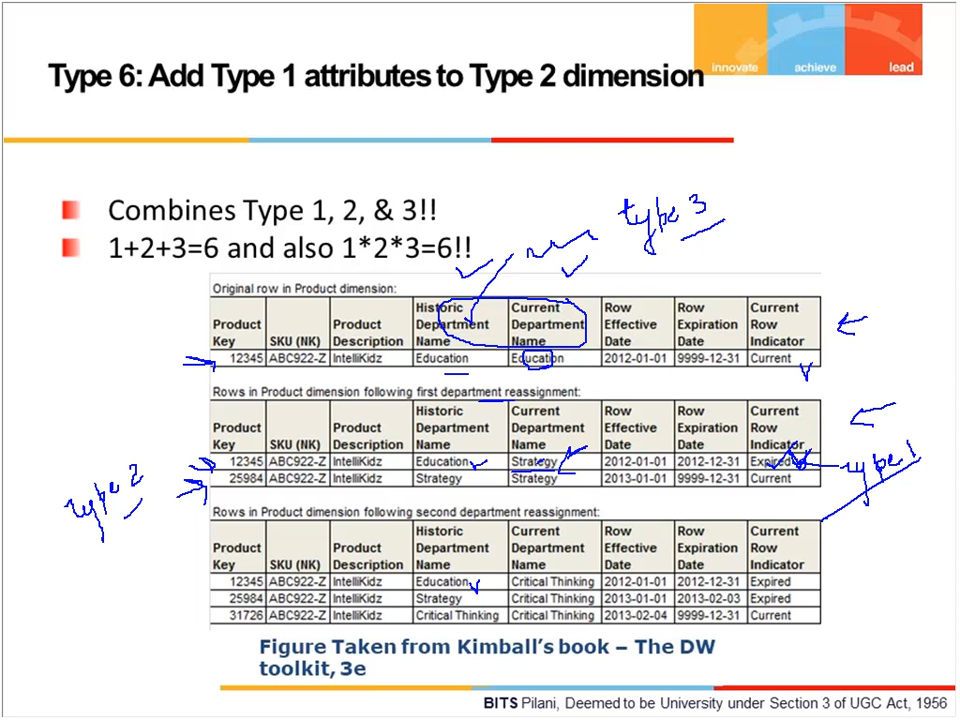 innovate achieve lead
Type 6: Add Type 1 attributes to Type 2 dimension
Combines Type 1, 2, & 3!!
type 3
1+2+3=6 and also 1*2*3=6!!
Original row in Product dimension:
Product Key SKU (NK) Product Description Historic Department Name Current Department Name Row Effective Date Row Expiration Date Current Row Indicator
12345 ABC922-Z IntelliKidz Education Education 2012-01-01 9999-12-31 Current
Rows in Product dimension following first department reassignment:
Product Key SKU (NK) Product Description Historic Department Name Current Department Name Row Effective Date Row Expiration Date Current Row Indicator
12345 ABC922-Z IntelliKidz Education Strategy 2012-01-01 2012-12-31 Expired
type 1
25984 ABC922-Z IntelliKidz Strategy Strategy 2013-01-01 9999-12-31 Current
type 2
Rows in Product dimension following second department reassignment:
Product Key SKU (NK) Product Description Historic Department Name Current Department Name Row Effective Date Row Expiration Date Current Row Indicator
12345 ABC922-Z IntelliKidz Education Critical Thinking 2012-01-01 2012-12-31 Expired
25984 ABC922-Z IntelliKidz Strategy Critical Thinking 2013-01-01 2013-02-03 Expired
31726 ABC922-Z IntelliKidz Critical Thinking Critical Thinking 2013-02-04 9999-12-31 Current
Figure Taken from Kimball's book – The DW
toolkit, 3e
BITS Pilani, Deemed to be University under Section 3 of UGC Act, 1956